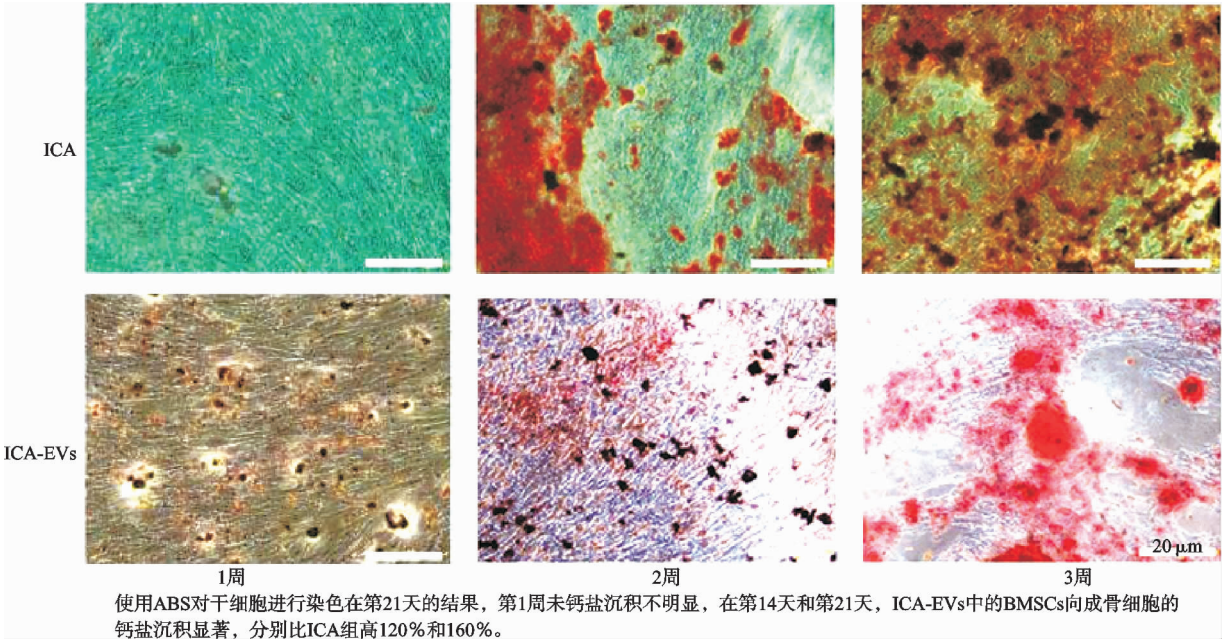 ICA
ICA-EVs
20 μm
1周
2周
3周
使用ABS对干细胞进行染色在第21天的结果，第1周未钙盐沉积不明显，在第14天和第21天，ICA-EVs中的BMSCs向成骨细胞的
钙盐沉积显著，分别比ICA组高120%和160%。